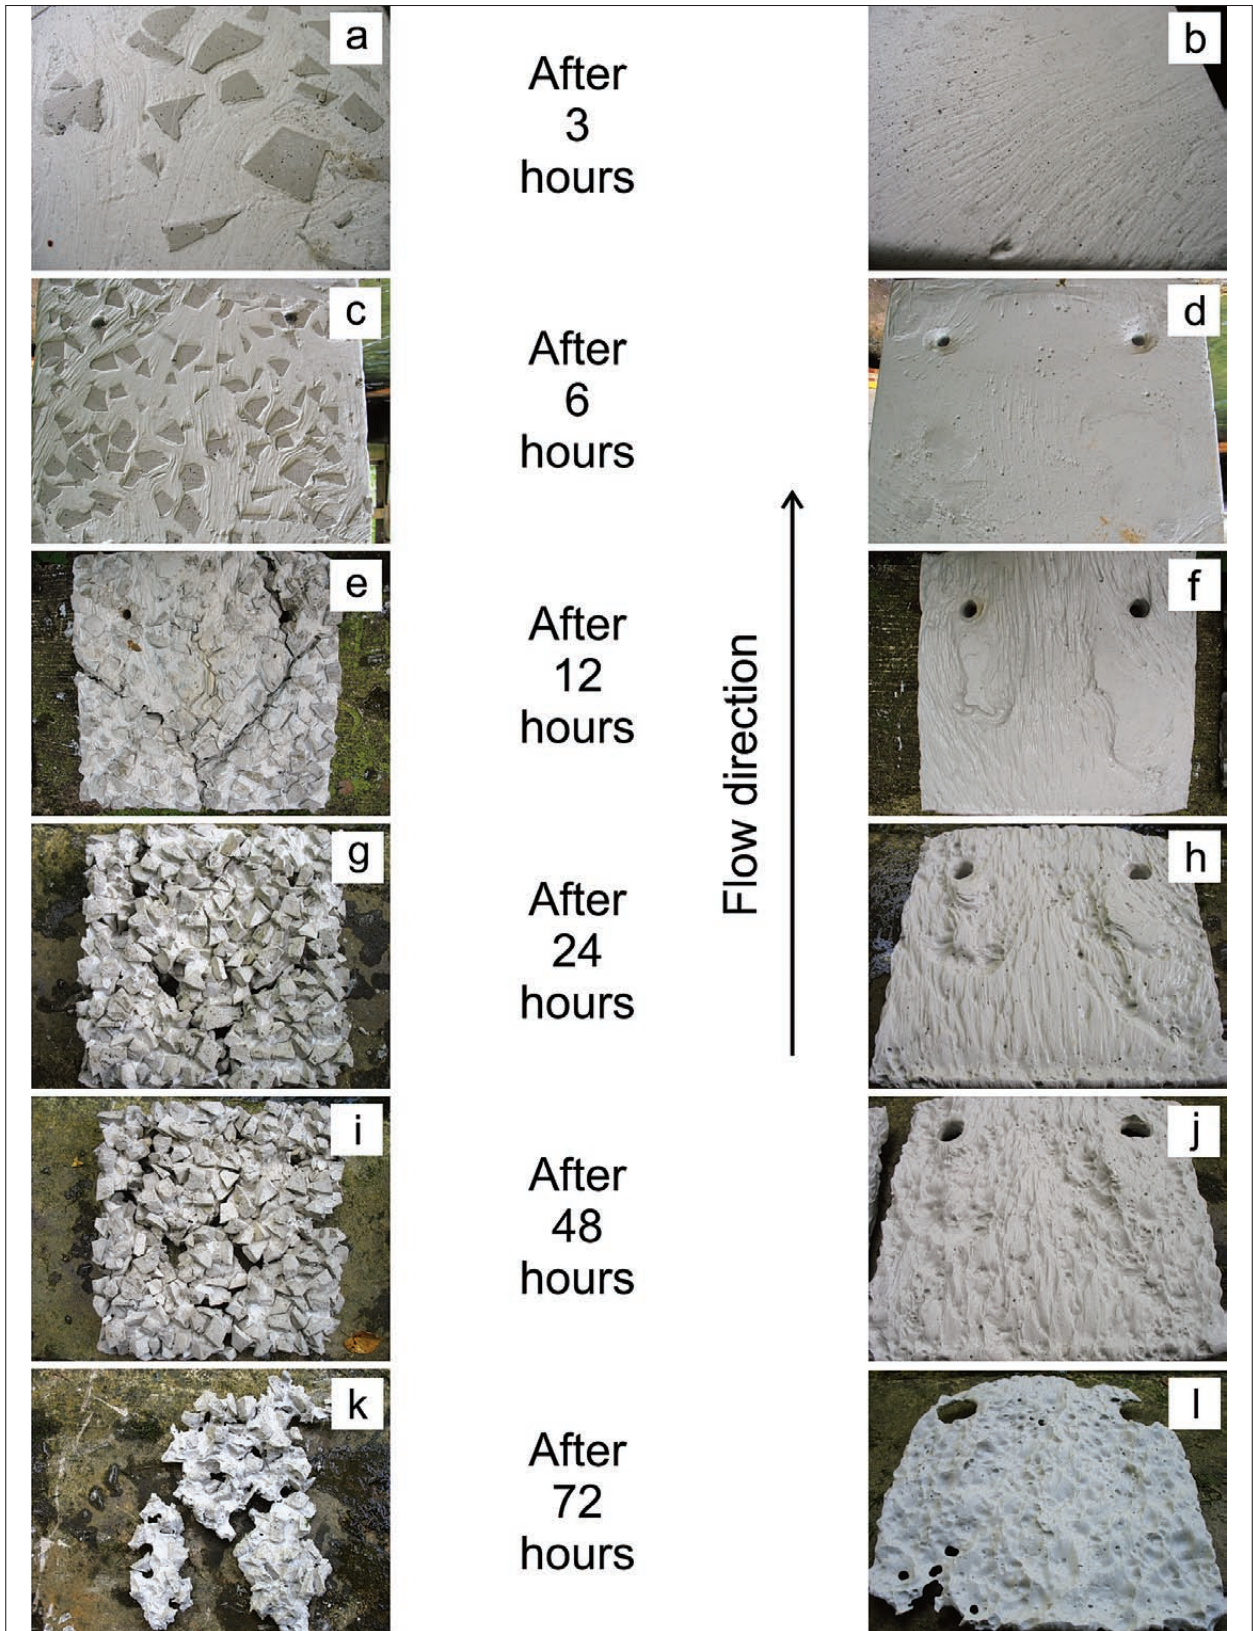 a
After
3
hours
b
c
After
6
hours
d
e
After
12
hours
f
Flow direction
g
After
24
hours
h
i
After
48
hours
j
k
After
72
hours
l